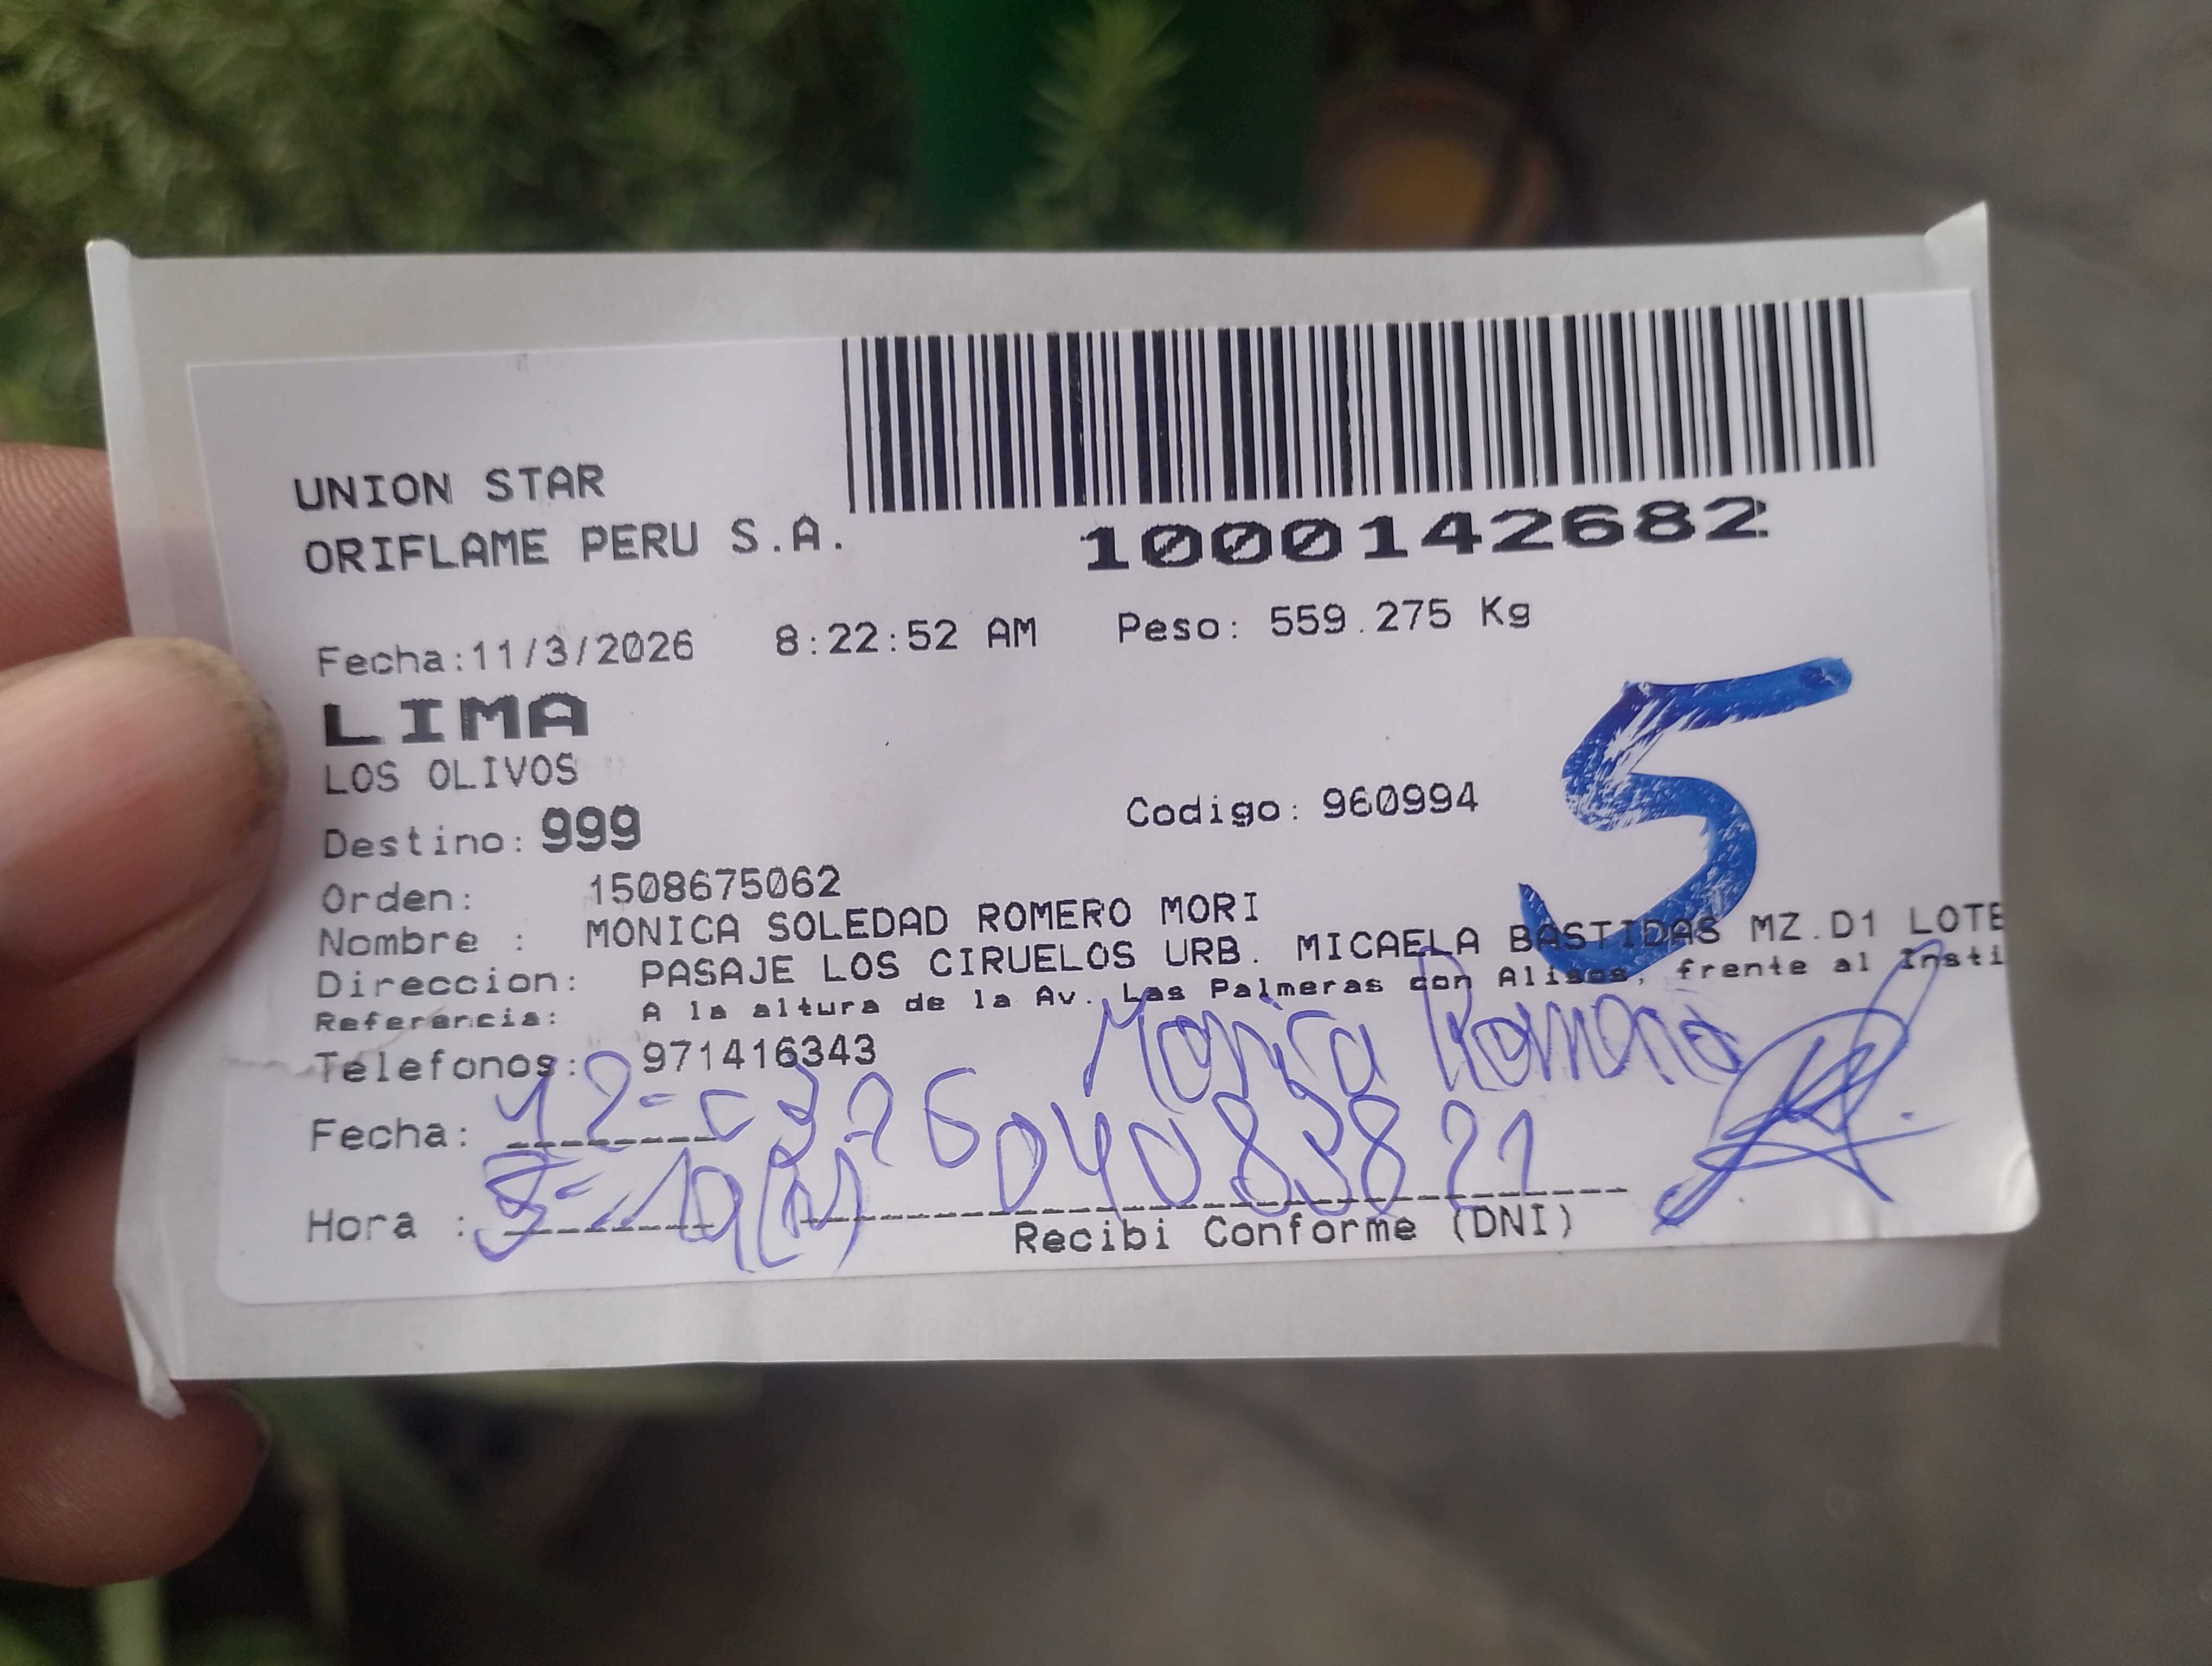 UNION STAR
ORIFLAME PERU S.A.
1000142682
Fecha:11/3/2026 8:22:52 AM Peso: 559.275 Kg
LIMA
LOS OLIVOS
Destino: 999 Codigo: 960994
5
Orden: 1508675062
Nombre : MONICA SOLEDAD ROMERO MORI
Direccion: PASAJE LOS CIRUELOS URB. MICAELA BASTIDAS MZ.D1 LOTE
Referencia: A la altura de la Av. Las Palmeras con Alisos, frente al Insti
Telefonos: 971416343
Monica Romero
Fecha: 12-03-26
Hora :
Recibi Conforme (DNI)